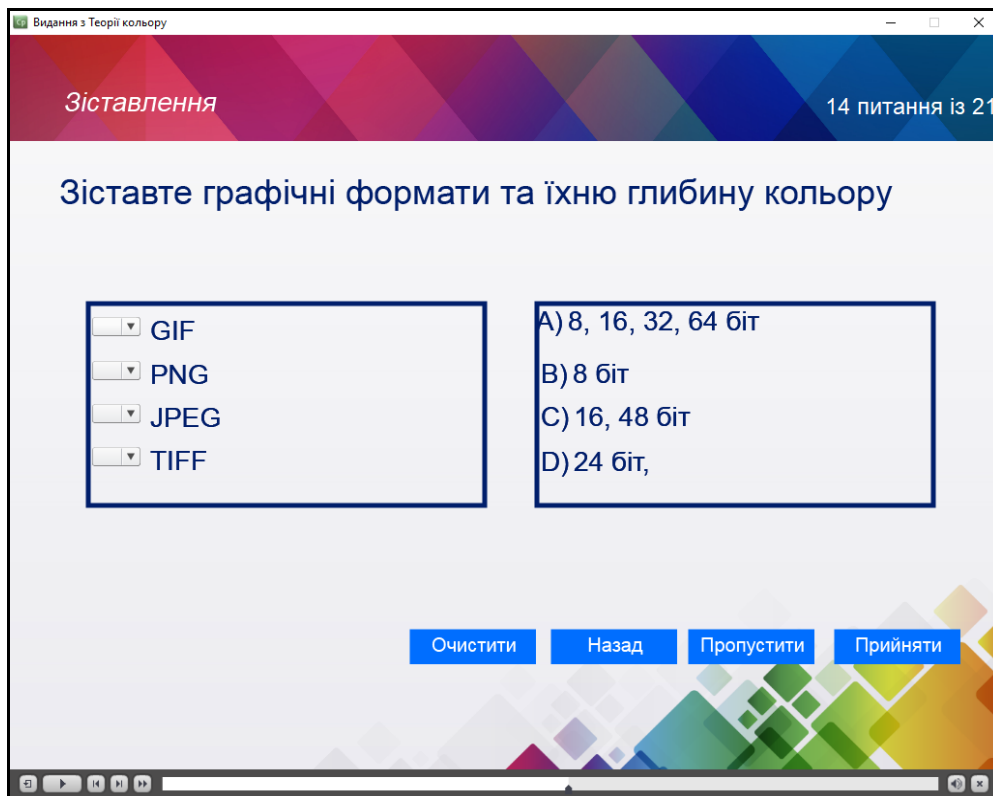 Видання з Теорії кольору
Зіставлення
14 питання із 21
Зіставте графічні формати та їхню глибину кольору
GIF
PNG
JPEG
TIFF
A) 8, 16, 32, 64 біт
B) 8 біт
C) 16, 48 біт
D) 24 біт,
Очистити Назад Пропустити Прийняти